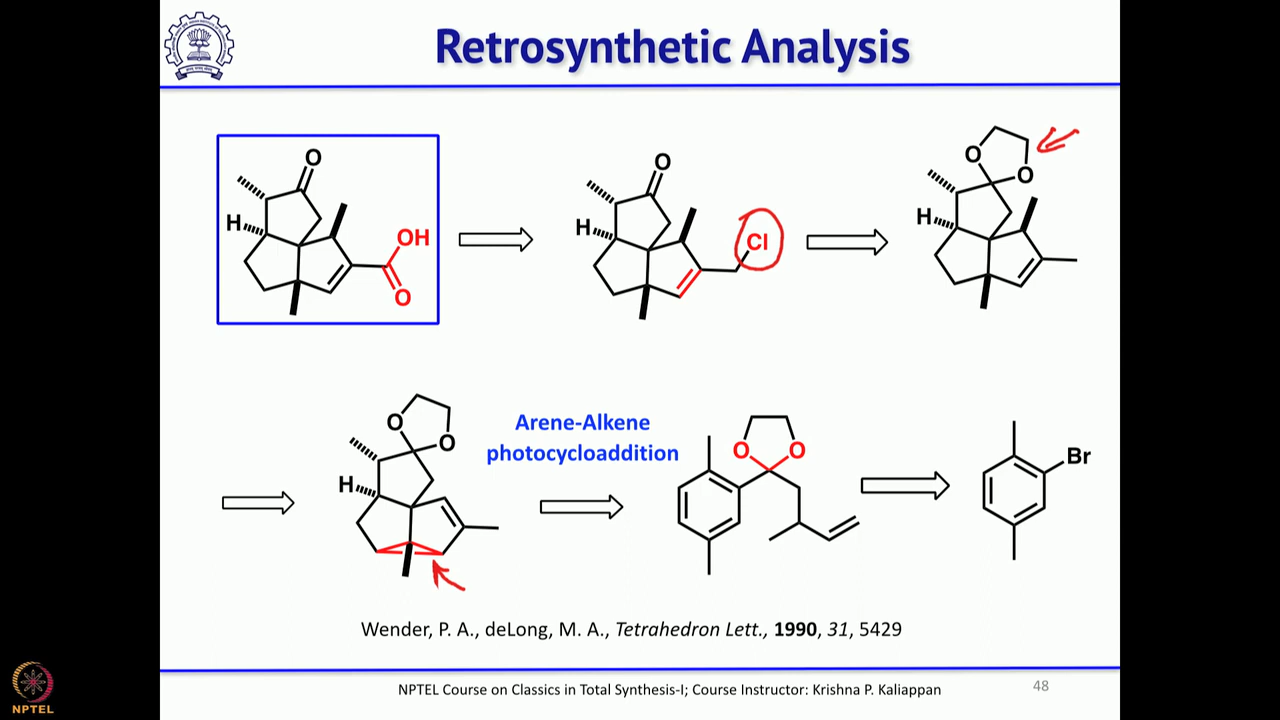 Retrosynthetic Analysis
O
H
OH
O
O
H
Cl
O
O
H
O
O
H
Arene-Alkene
photocycloaddition
O
O
Br
Wender, P. A., deLong, M. A., Tetrahedron Lett., 1990, 31, 5429
NPTEL Course on Classics in Total Synthesis-I; Course Instructor: Krishna P. Kaliappan
48
NPTEL